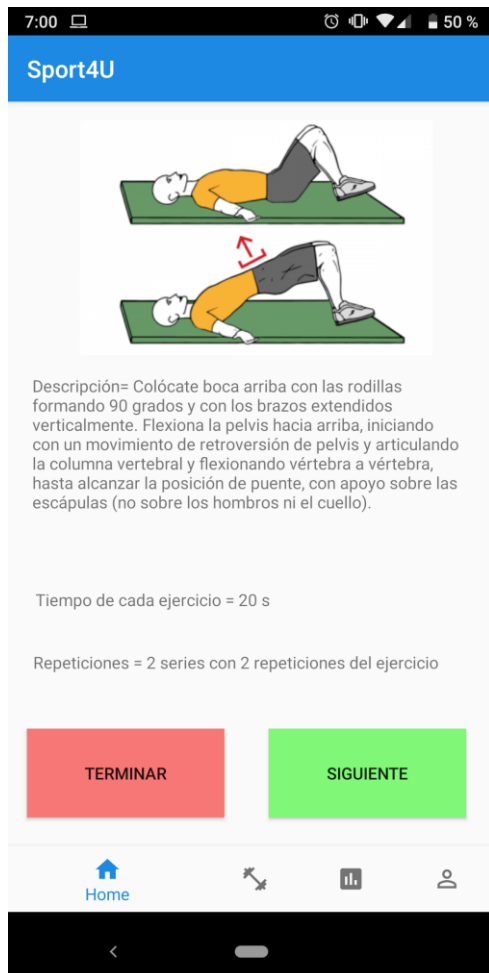 7:00
50 %
Sport4U
Descripción= Colócate boca arriba con las rodillas
formando 90 grados y con los brazos extendidos
verticalmente. Flexiona la pelvis hacia arriba, iniciando
con un movimiento de retroversión de pelvis y articulando
la columna vertebral y flexionando vértebra a vértebra,
hasta alcanzar la posición de puente, con apoyo sobre las
escápulas (no sobre los hombros ni el cuello).
Tiempo de cada ejercicio = 20 s
Repeticiones = 2 series con 2 repeticiones del ejercicio
TERMINAR
SIGUIENTE
Home